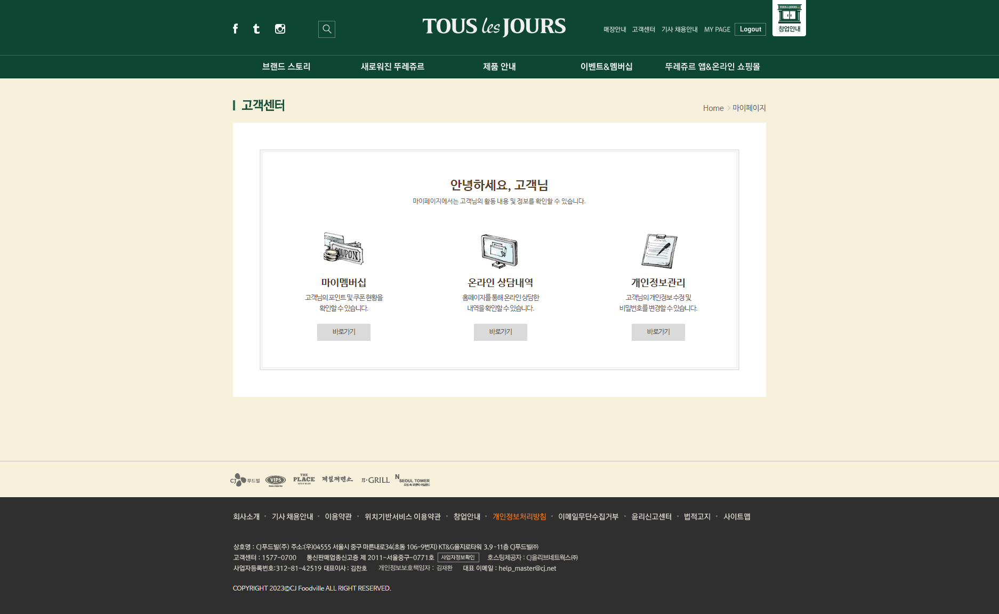 TOUS les JOURS
매장안내 고객센터 기사 채용안내 MY PAGE Logout
TOUS les JOURS
창업안내
브랜드 스토리 새로워진 뚜레쥬르 제품 안내 이벤트&멤버십 뚜레쥬르 앱&온라인 쇼핑몰
고객센터
Home > 마이페이지
안녕하세요, 고객님
마이페이지에서는 고객님의 활동 내용 및 정보를 확인할 수 있습니다.
COUPON
마이멤버십
고객님의 포인트 및 쿠폰 현황을
확인할 수 있습니다.
바로가기
온라인 상담내역
홈페이지를 통해 온라인 상담한
내역을 확인할 수 있습니다.
바로가기
개인정보관리
고객님의 개인정보 수정 및
비밀번호를 변경할 수 있습니다.
바로가기
CJ 푸드빌 VIPS THE PLACE 제일제면소 n·GRILL N SEOUL TOWER
회사소개 기사 채용안내 이용약관 위치기반서비스 이용약관 창업안내 개인정보처리방침 이메일무단수집거부 윤리신고센터 법적고지 사이트맵
상호명 : CJ푸드빌(주) 주소:(우)04555 서울시 중구 마른내로34(초동 106-9번지) KT&G을지로타워 3,9-11층 CJ푸드빌㈜
고객센터 : 1577-0700 통신판매업종신고증 제 2011-서울중구-0771호 사업자정보확인 호스팅제공자 : CJ올리브네트웍스㈜
사업자등록번호:312-81-42519 대표이사 : 김찬호 개인정보보호책임자 : 김재완 대표 이메일 : help_master@cj.net
COPYRIGHT 2023©CJ Foodville ALL RIGHT RESERVED.